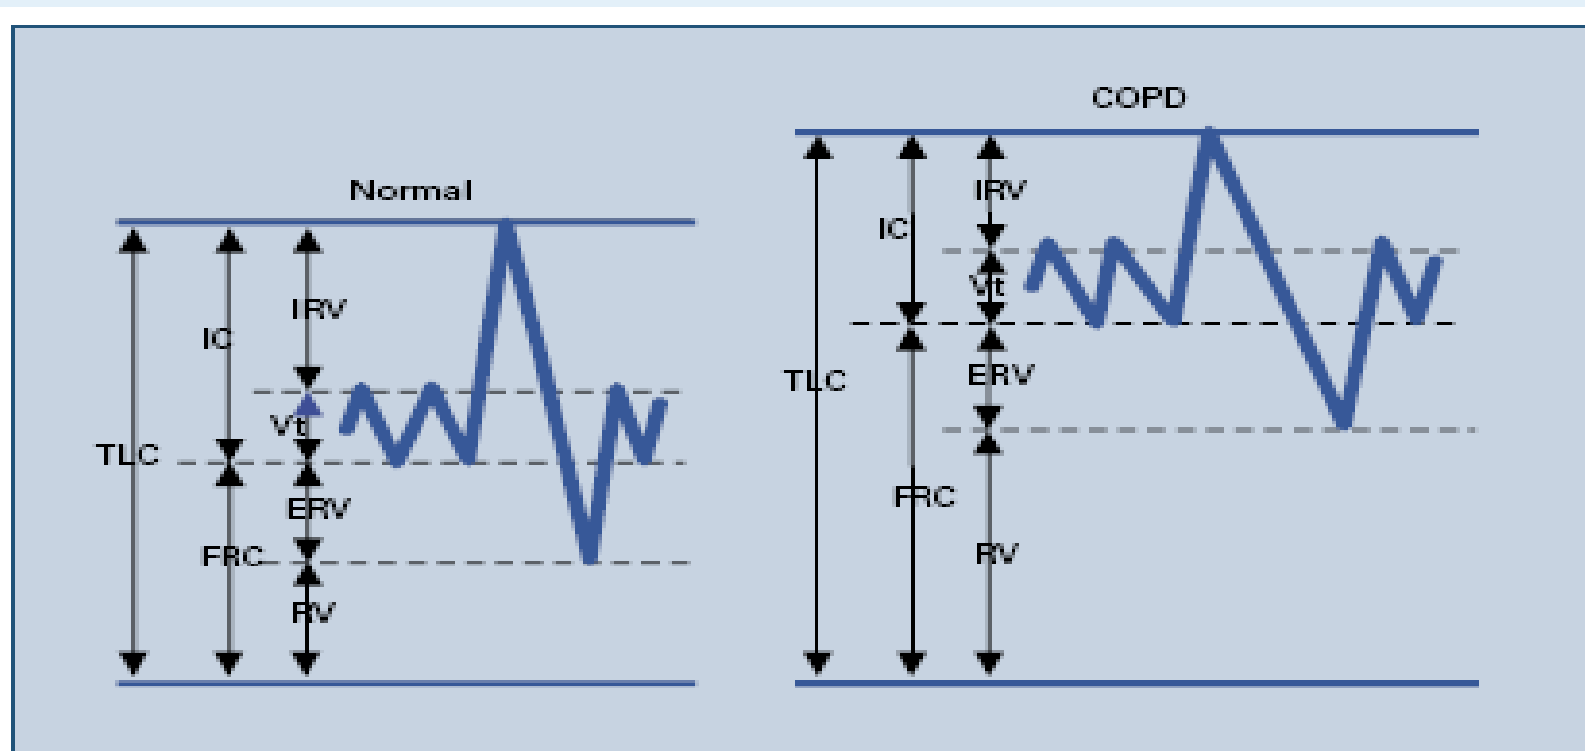 Normal
IRV
IC
Vt
TLC
ERV
FRC
RV
COPD
IRV
IC
Vt
TLC
ERV
FRC
RV